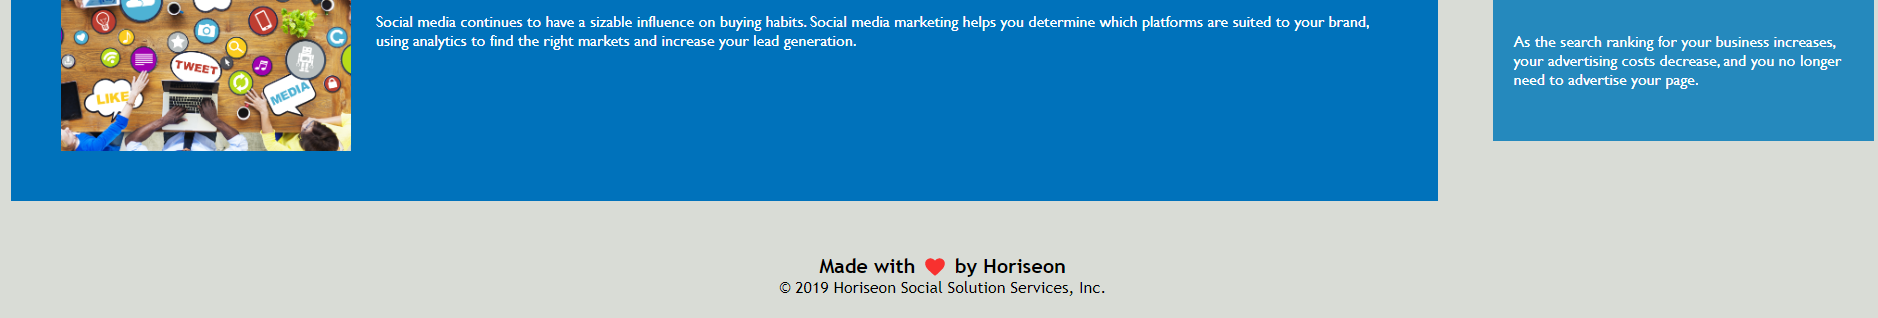 Social media continues to have a sizable influence on buying habits. Social media marketing helps you determine which platforms are suited to your brand,
using analytics to find the right markets and increase your lead generation.
TWEET
LIKE
MEDIA
As the search ranking for your business increases,
your advertising costs decrease, and you no longer
need to advertise your page.
Made with ❤️ by Horiseon
© 2019 Horiseon Social Solution Services, Inc.